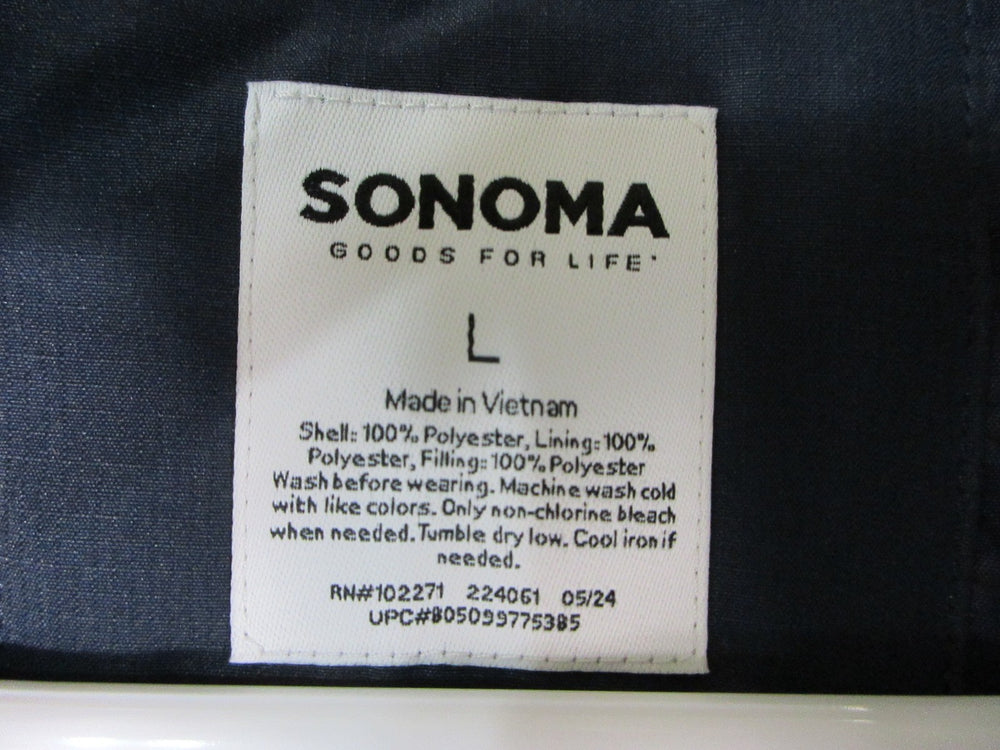 SONOMA
GOODS FOR LIFE
L
Made in Vietnam
Shell: 100% Polyester, Lining: 100%
Polyester, Filling: 100% Polyester
Wash before wearing. Machine wash cold
with like colors. Only non-chlorine bleach
when needed. Tumble dry low. Cool iron if
needed.
RN#102271 224061 05/24
UPC#805099775385